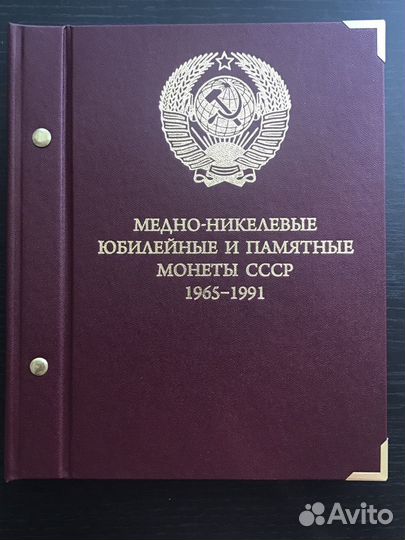 МЕДНО-НИКЕЛЕВЫЕ
ЮБИЛЕЙНЫЕ И ПАМЯТНЫЕ
МОНЕТЫ СССР
1965–1991
Avito